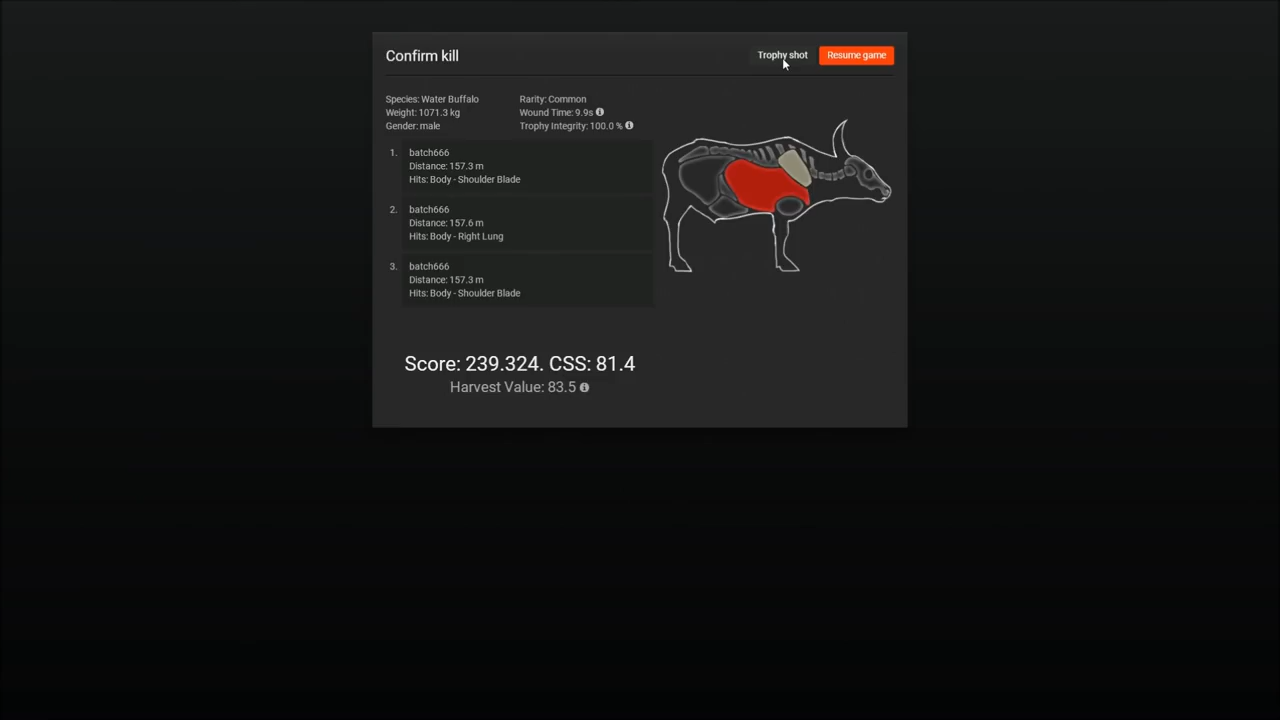 Confirm kill
Trophy shot
Resume game
Species: Water Buffalo
Weight: 1071.3 kg
Gender: male
Rarity: Common
Wound Time: 9.9s
Trophy Integrity: 100.0 %
1. batch666
Distance: 157.3 m
Hits: Body - Shoulder Blade
2. batch666
Distance: 157.6 m
Hits: Body - Right Lung
3. batch666
Distance: 157.3 m
Hits: Body - Shoulder Blade
Score: 239.324. CSS: 81.4
Harvest Value: 83.5